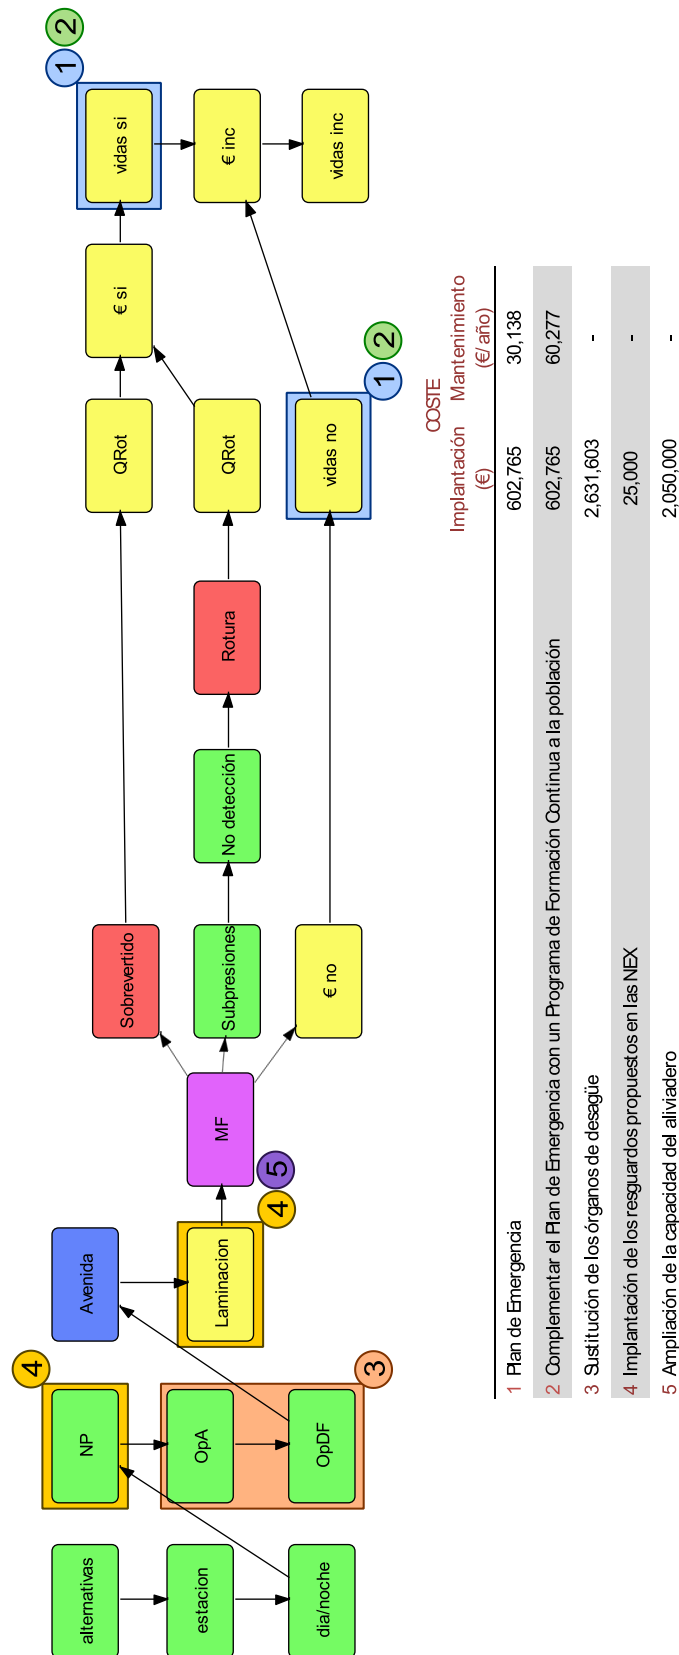 alternativas
estacion
dia/noche
4
NP
OpA
OpDF
3
Avenida
Laminacion
4
5
MF
Sobrevertido
Subpresiones
€ no
No detección
Rotura
QRot
QRot
vidas no
1
2
€ si
1
2
vidas si
€ inc
vidas inc
COSTE
Implantación Mantenimiento
(€) (€/año)
1 Plan de Emergencia 602,765 30,138
2 Complementar el Plan de Emergencia con un Programa de Formación Continua a la población 602,765 60,277
3 Sustitución de los órganos de desagüe 2,631,603 -
4 Implantación de los resguardos propuestos en las NEX 25,000 -
5 Ampliación de la capacidad del aliviadero 2,050,000 -